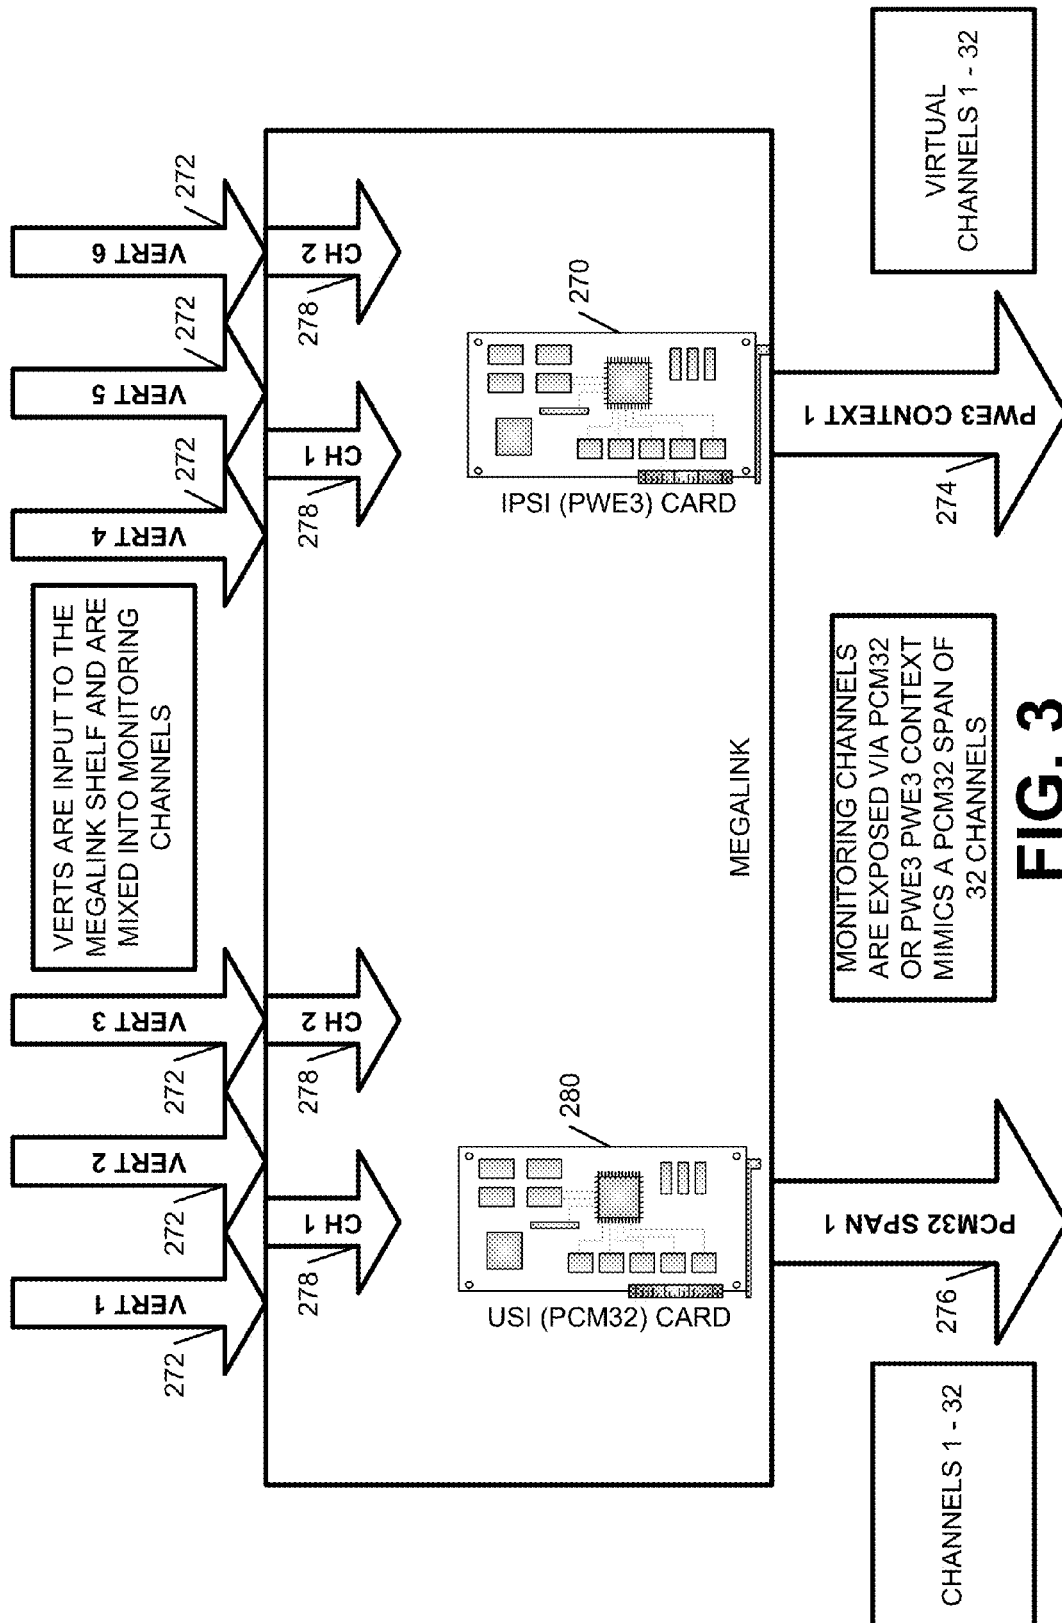 VERT 1
VERT 2
VERT 3
VERTS ARE INPUT TO THE
MEGALINK SHELF AND ARE
MIXED INTO MONITORING
CHANNELS
VERT 4
VERT 5
VERT 6
272
272
272
272
272
272
CH 1
CH 2
CH 1
CH 2
278
278
278
278
280
USI (PCM32) CARD
270
IPSI (PWE3) CARD
MEGALINK
CHANNELS 1 - 32
276
PCM32 SPAN 1
MONITORING CHANNELS
ARE EXPOSED VIA PCM32
OR PWE3 PWE3 CONTEXT
MIMICS A PCM32 SPAN OF
32 CHANNELS
274
PWE3 CONTEXT 1
VIRTUAL
CHANNELS 1 - 32
FIG. 3